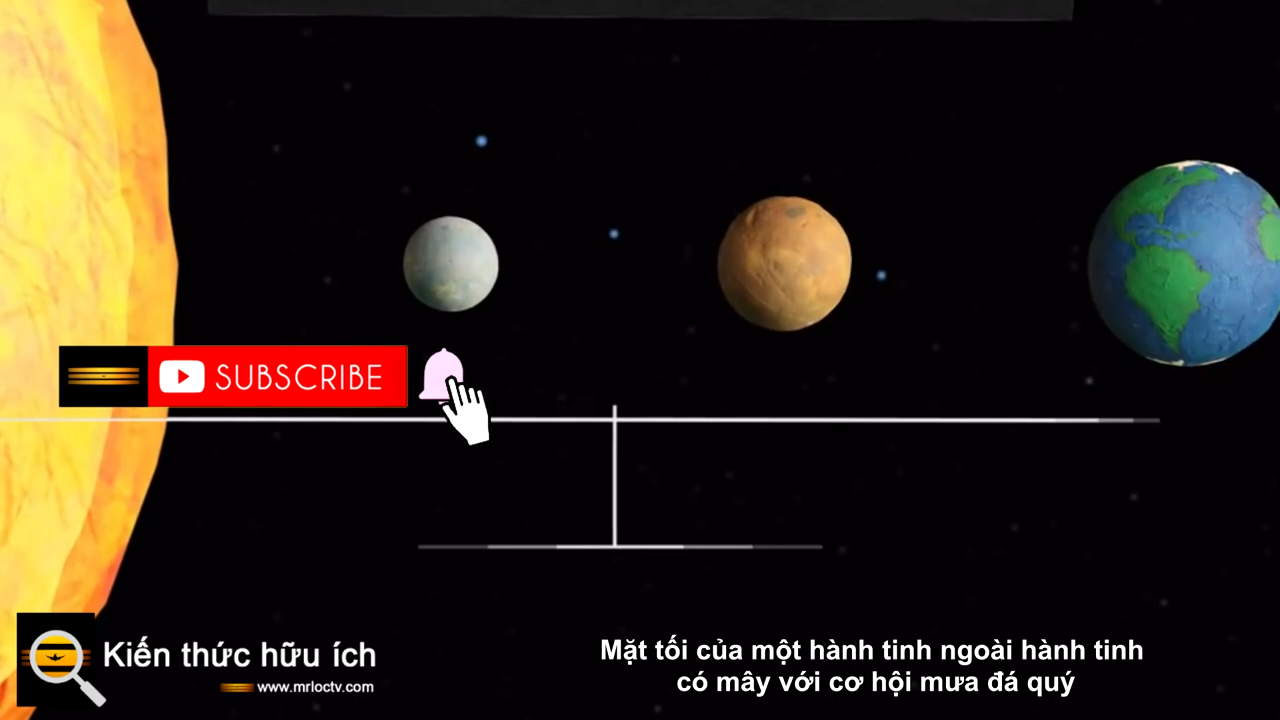 SUBSCRIBE
Kiến thức hữu ích
www.mrloctv.com
Mặt tối của một hành tinh ngoài hành tinh
có mây với cơ hội mưa đá quý